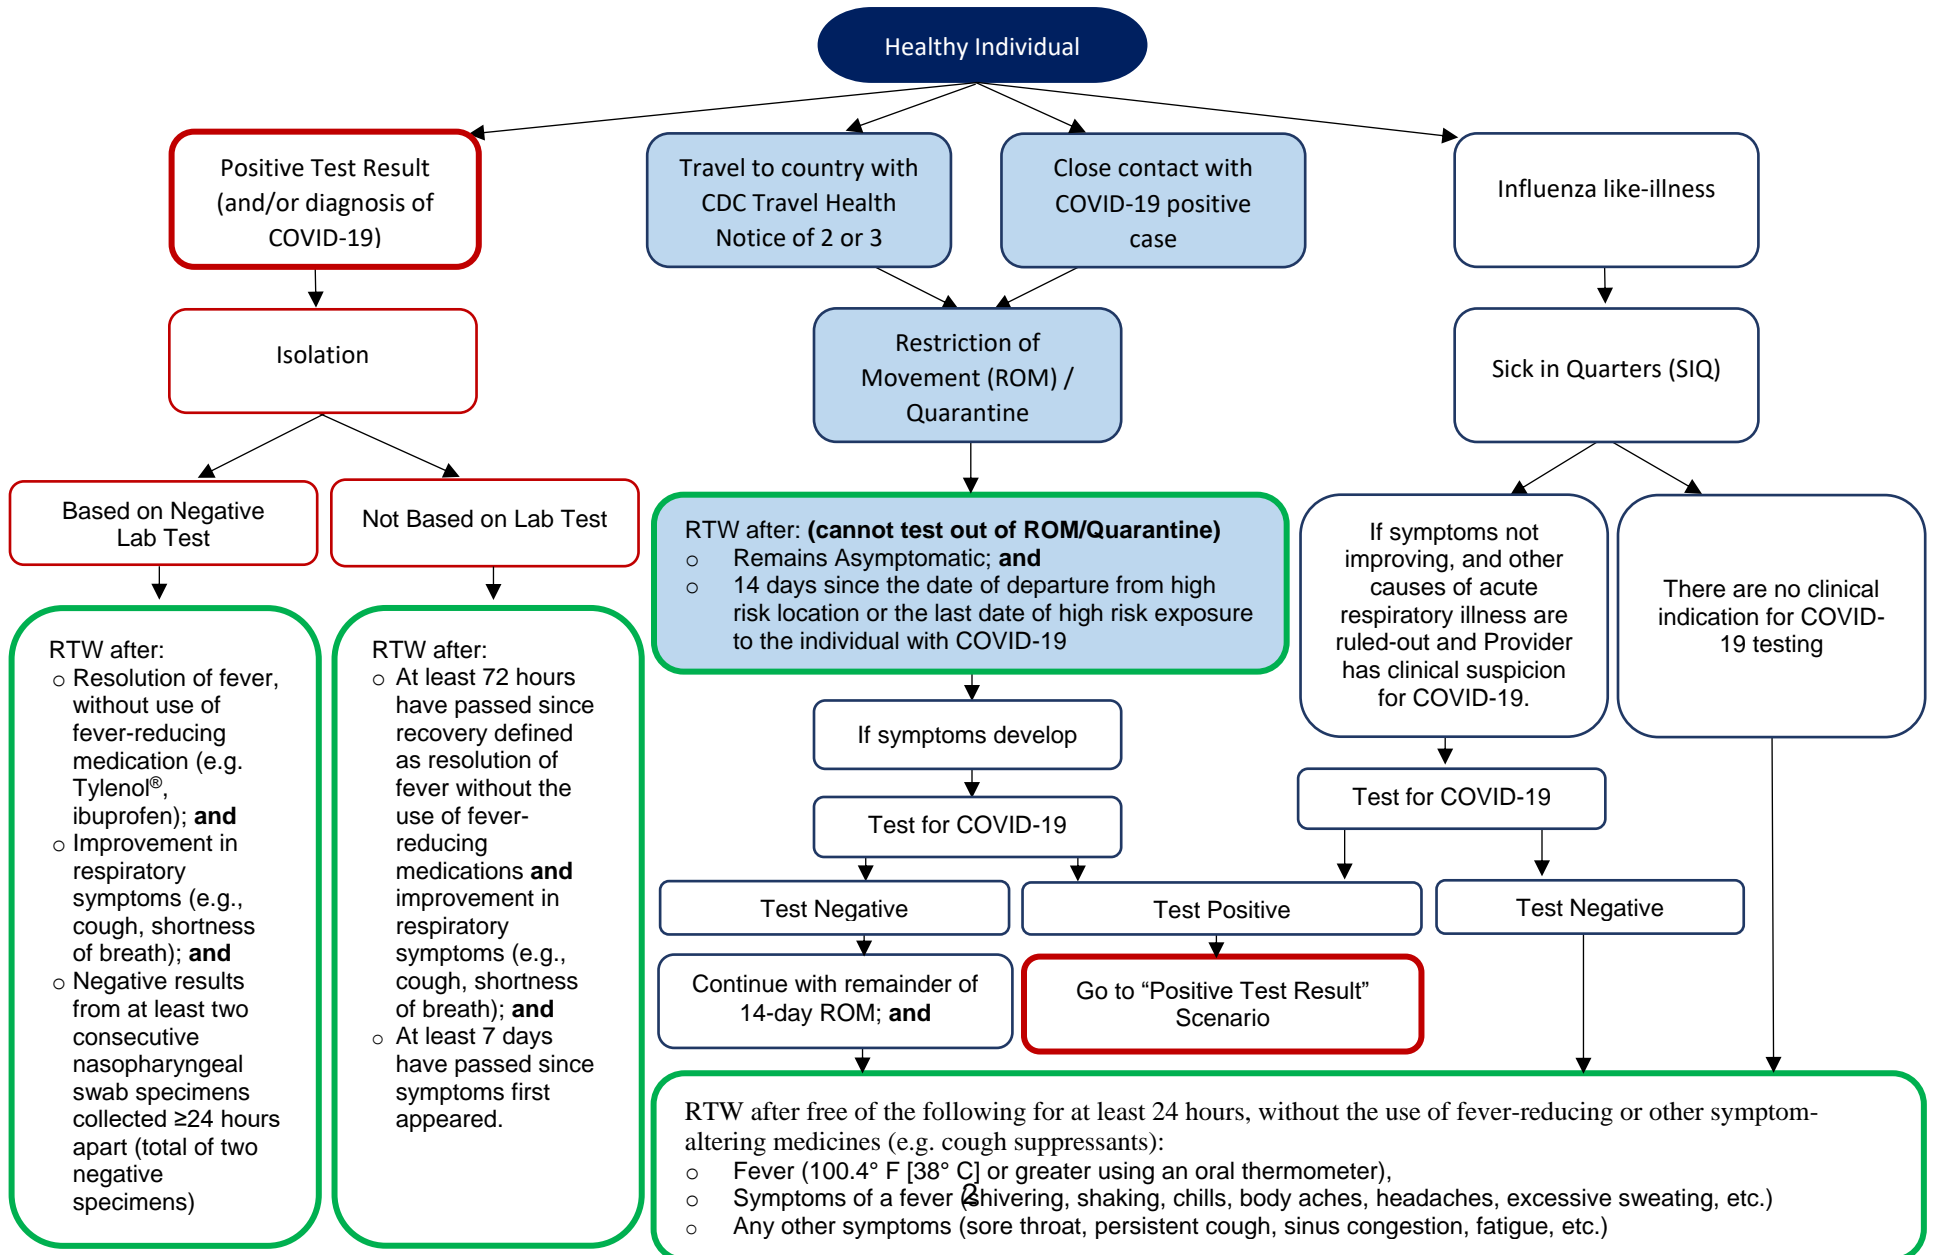 Healthy Individual
Positive Test Result
(and/or diagnosis of
COVID-19)
Travel to country with
CDC Travel Health
Notice of 2 or 3
Close contact with
COVID-19 positive
case
Influenza like-illness
Isolation
Restriction of
Movement (ROM) /
Quarantine
Sick in Quarters (SIQ)
Based on Negative
Lab Test
Not Based on Lab Test
RTW after: (cannot test out of ROM/Quarantine)
o Remains Asymptomatic; and
o 14 days since the date of departure from high
risk location or the last date of high risk exposure
to the individual with COVID-19
If symptoms not
improving, and other
causes of acute
respiratory illness are
ruled-out and Provider
has clinical suspicion
for COVID-19.
There are no clinical
indication for COVID-
19 testing
RTW after:
o Resolution of fever,
without use of
fever-reducing
medication (e.g.
Tylenol®,
ibuprofen); and
o Improvement in
respiratory
symptoms (e.g.,
cough, shortness
of breath); and
o Negative results
from at least two
consecutive
nasopharyngeal
swab specimens
collected ≥24 hours
apart (total of two
negative
specimens)
RTW after:
o At least 72 hours
have passed since
recovery defined
as resolution of
fever without the
use of fever-
reducing
medications and
improvement in
respiratory
symptoms (e.g.,
cough, shortness
of breath); and
o At least 7 days
have passed since
symptoms first
appeared.
If symptoms develop
Test for COVID-19
Test for COVID-19
Test Negative
Test Positive
Test Negative
Continue with remainder of
14-day ROM; and
Go to “Positive Test Result”
Scenario
RTW after free of the following for at least 24 hours, without the use of fever-reducing or other symptom-
altering medicines (e.g. cough suppressants):
o Fever (100.4° F [38° C] or greater using an oral thermometer),
o Symptoms of a fever (shivering, shaking, chills, body aches, headaches, excessive sweating, etc.)
o Any other symptoms (sore throat, persistent cough, sinus congestion, fatigue, etc.)
2